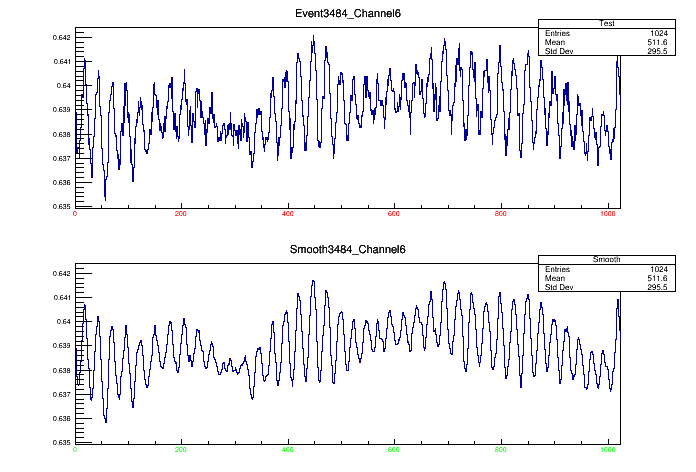 Event3484_Channel6
Test
Entries 1024
Mean 511.6
Std Dev 295.5
0.642
0.641
0.64
0.639
0.638
0.637
0.636
0.635
0 200 400 600 800 1000
Smooth3484_Channel6
Smooth
Entries 1024
Mean 511.6
Std Dev 295.5
0.642
0.641
0.64
0.639
0.638
0.637
0.636
0.635
0 200 400 600 800 1000